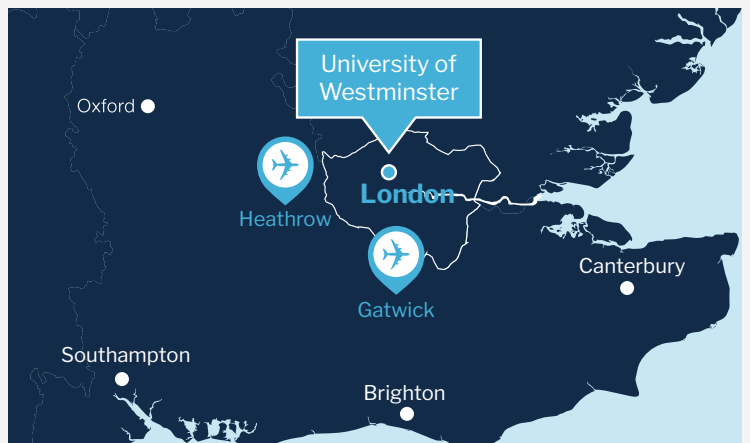 University of
Westminster
Oxford
London
Heathrow
Canterbury
Gatwick
Southampton
Brighton